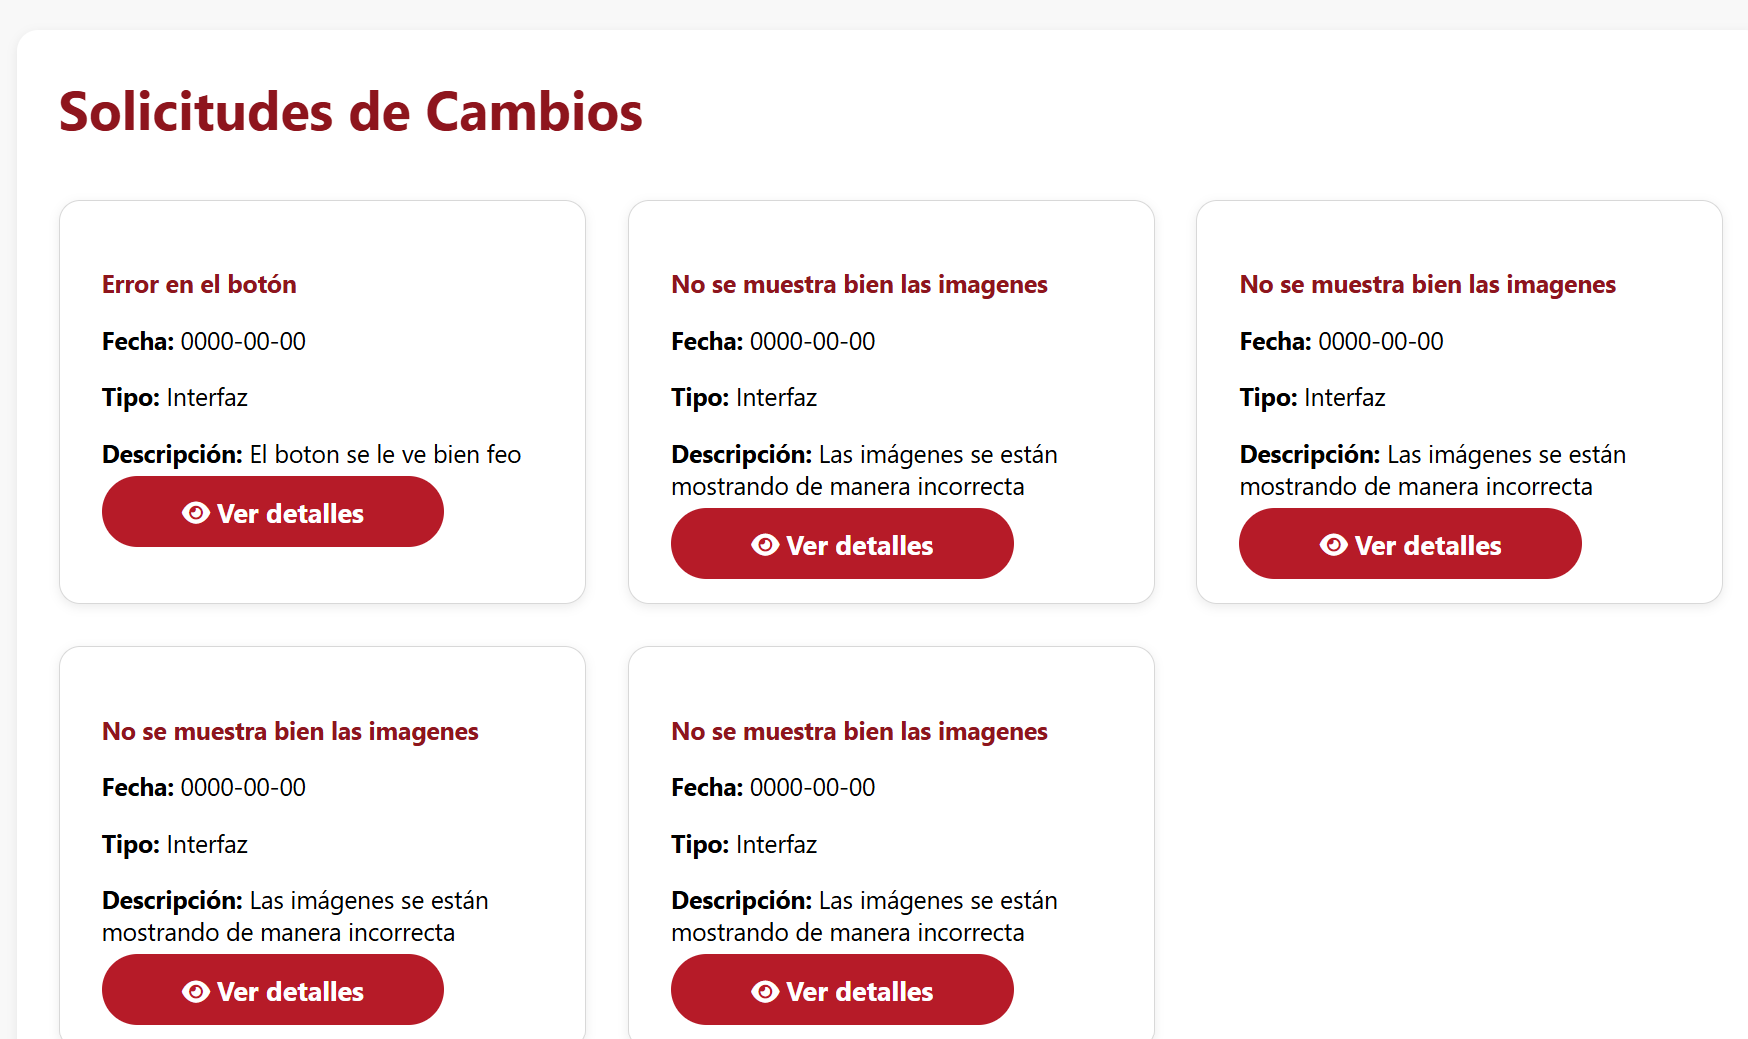 Solicitudes de Cambios
Error en el botón
Fecha: 0000-00-00
Tipo: Interfaz
Descripción: El boton se le ve bien feo
Ver detalles
No se muestra bien las imagenes
Fecha: 0000-00-00
Tipo: Interfaz
Descripción: Las imágenes se están
mostrando de manera incorrecta
Ver detalles
No se muestra bien las imagenes
Fecha: 0000-00-00
Tipo: Interfaz
Descripción: Las imágenes se están
mostrando de manera incorrecta
Ver detalles
No se muestra bien las imagenes
Fecha: 0000-00-00
Tipo: Interfaz
Descripción: Las imágenes se están
mostrando de manera incorrecta
Ver detalles
No se muestra bien las imagenes
Fecha: 0000-00-00
Tipo: Interfaz
Descripción: Las imágenes se están
mostrando de manera incorrecta
Ver detalles